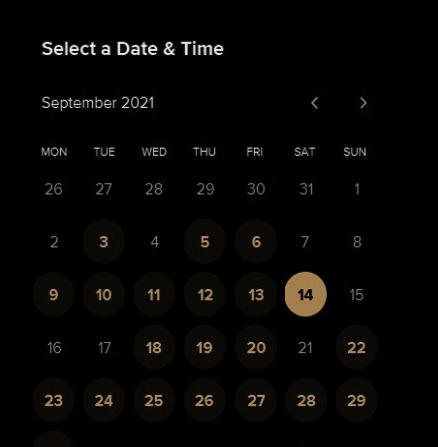 Select a Date & Time
September 2021
MON TUE WED THU FRI SAT SUN
26 27 28 29 30 31 1
2 3 4 5 6 7 8
9 10 11 12 13 14 15
16 17 18 19 20 21 22
23 24 25 26 27 28 29